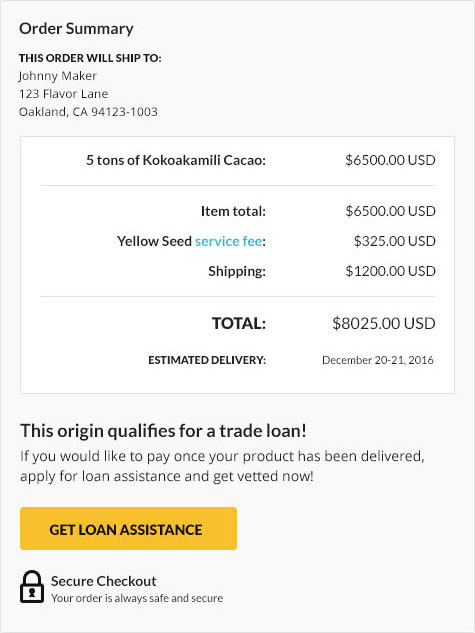 Order Summary
THIS ORDER WILL SHIP TO:
Johnny Maker
123 Flavor Lane
Oakland, CA 94123-1003
5 tons of Kokoakamili Cacao: $6500.00 USD
Item total: $6500.00 USD
Yellow Seed service fee: $325.00 USD
Shipping: $1200.00 USD
TOTAL: $8025.00 USD
ESTIMATED DELIVERY: December 20-21, 2016
This origin qualifies for a trade loan!
If you would like to pay once your product has been delivered,
apply for loan assistance and get vetted now!
GET LOAN ASSISTANCE
Secure Checkout
Your order is always safe and secure